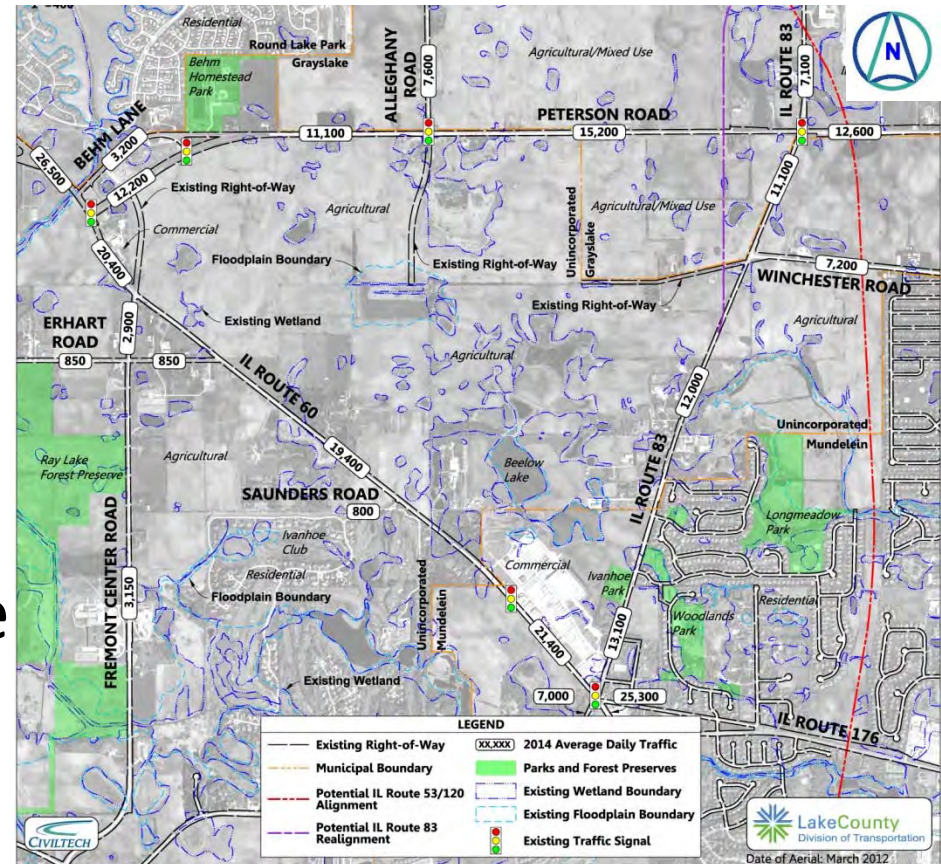 Residential
Round Lake Park
Grayslake
Behm
Homestead
Park
ALLEGHANY
ROAD
7,600
Agricultural/Mixed Use
IL ROUTE 83
7,100
N
PETERSON ROAD
BEHM LANE
3,200
11,100
15,200
12,600
26,500
12,200
Existing Right-of-Way
Commercial
Agricultural
Agricultural/Mixed Use
11,100
20,400
Floodplain Boundary
Existing Right-of-Way
Unincorporated
Grayslake
7,200
WINCHESTER ROAD
Existing Right-of-Way
Existing Wetland
ERHART
ROAD
2,900
850
850
Agricultural
Agricultural
IL ROUTE 60
12,000
Unincorporated
Mundelein
19,400
Ray Lake
Forest Preserve
Agricultural
Beelow
Lake
IL ROUTE 83
SAUNDERS ROAD
800
Longmeadow
Park
Ivanhoe
Club
Residential
Commercial
Ivanhoe
Park
FREMONT CENTER ROAD
3,150
Floodplain Boundary
Unincorporated
Mundelein
Woodlands
Park
Residential
e
21,400
13,100
Existing Wetland
7,000
25,300
IL ROUTE 176
LEGEND
Existing Right-of-Way
Municipal Boundary
Potential IL Route 53/120
Alignment
Potential IL Route 83
Realignment
XX,XXX 2014 Average Daily Traffic
Parks and Forest Preserves
Existing Wetland Boundary
Existing Floodplain Boundary
Existing Traffic Signal
CIVILTECH
LakeCounty
Division of Transportation
Date of Aerial: March 2012